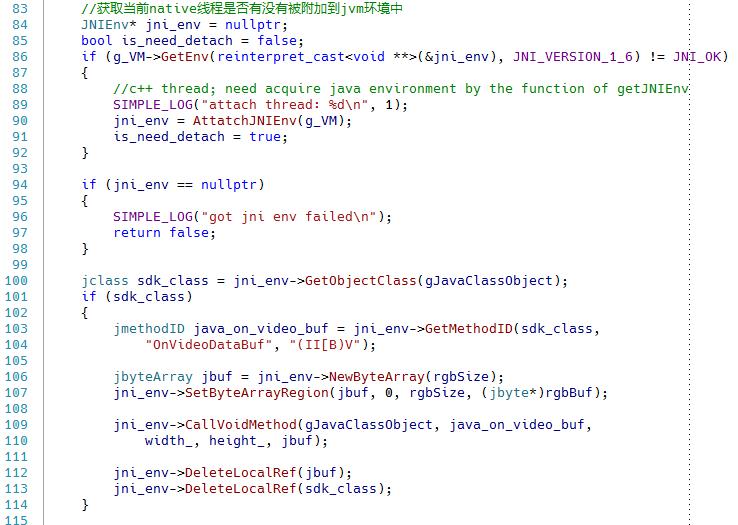 83 //获取当前native线程是否有没有被附加到jvm环境中
84 JNIEnv* jni_env = nullptr;
85 bool is_need_detach = false;
86 if (g_VM->GetEnv(reinterpret_cast<void **>(&jni_env), JNI_VERSION_1_6) != JNI_OK)
87 {
88 //c++ thread; need acquire java environment by the function of getJNIEnv
89 SIMPLE_LOG("attach thread: %d\n", 1);
90 jni_env = AttatchJNIEnv(g_VM);
91 is_need_detach = true;
92 }
93
94 if (jni_env == nullptr)
95 {
96 SIMPLE_LOG("got jni env failed\n");
97 return false;
98 }
99
100 jclass sdk_class = jni_env->GetObjectClass(gJavaClassObject);
101 if (sdk_class)
102 {
103 jmethodID java_on_video_buf = jni_env->GetMethodID(sdk_class,
104 "OnVideoDataBuf", "(II[B)V");
105
106 jbyteArray jbuf = jni_env->NewByteArray(rgbSize);
107 jni_env->SetByteArrayRegion(jbuf, 0, rgbSize, (jbyte*)rgbBuf);
108
109 jni_env->CallVoidMethod(gJavaClassObject, java_on_video_buf,
110 width_, height_, jbuf);
111
112 jni_env->DeleteLocalRef(jbuf);
113 jni_env->DeleteLocalRef(sdk_class);
114 }
115